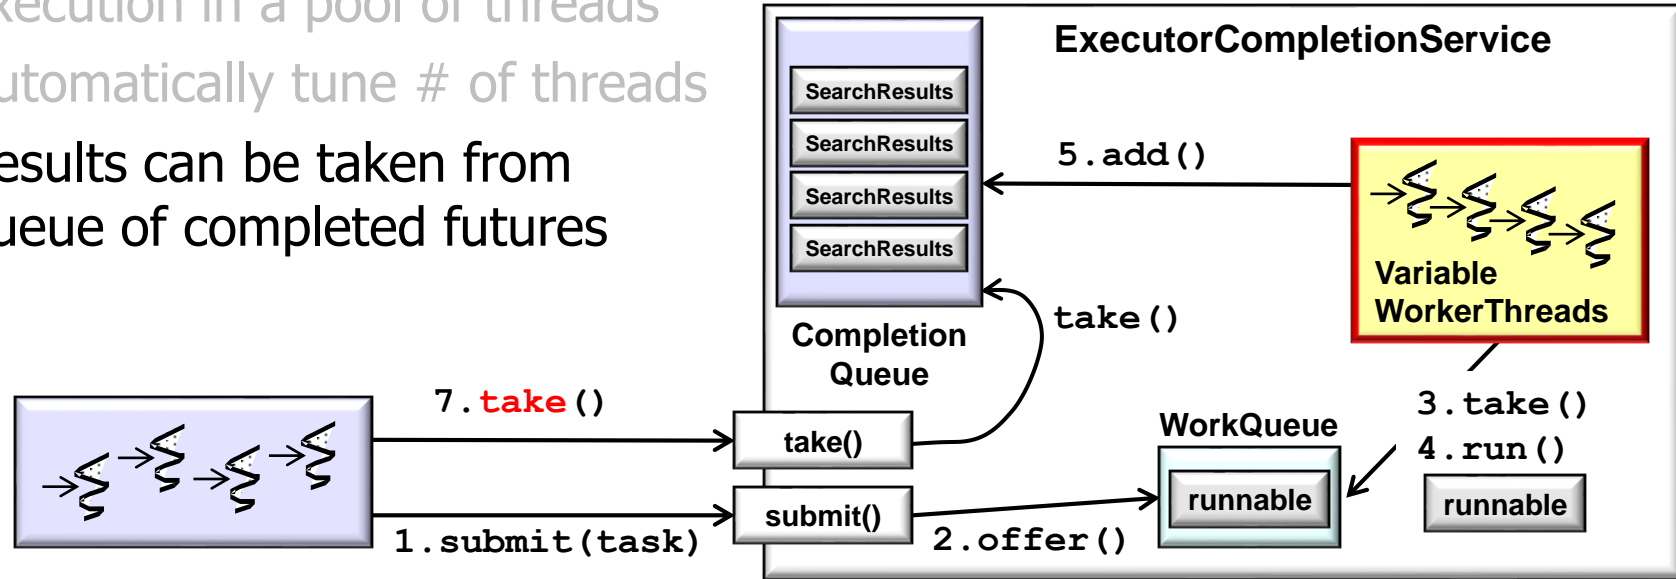 xecution in a pool of threads
utomatically tune # of threads
esults can be taken from
ueue of completed futures
ExecutorCompletionService
SearchResults
SearchResults
SearchResults
SearchResults
Completion
Queue
5.add()
Variable
WorkerThreads
take()
7.take()
take()
1.submit(task)
submit()
2.offer()
WorkQueue
runnable
3.take()
4.run()
runnable